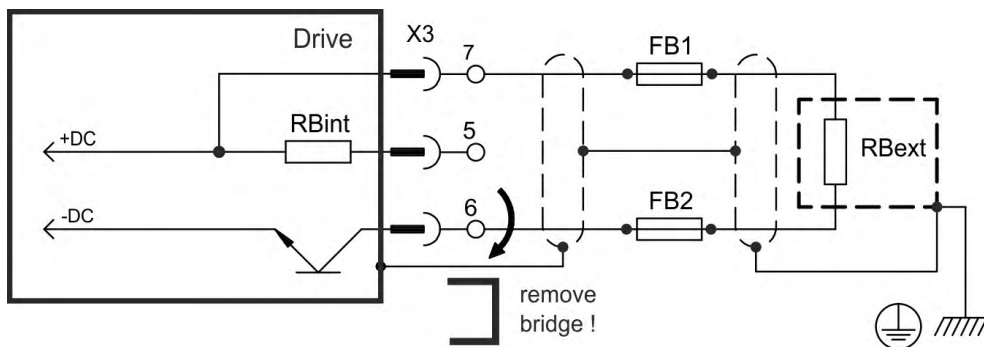 Drive
X3
7
FB1
+DC
RBint
5
RBext
-DC
6
FB2
remove
bridge !